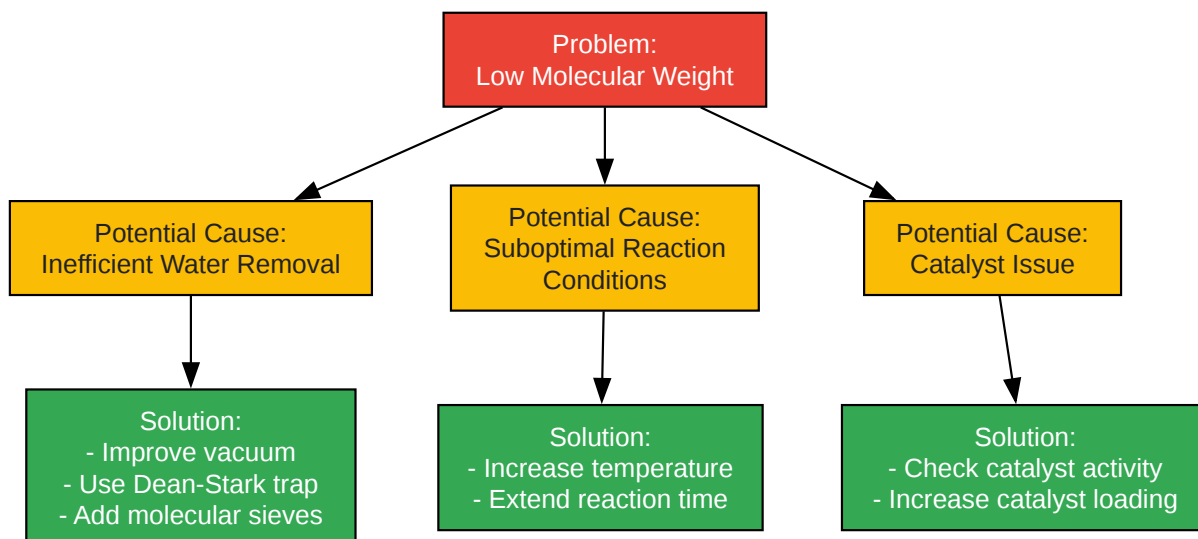 Problem:
Low Molecular Weight
Potential Cause:
Inefficient Water Removal
Potential Cause:
Suboptimal Reaction
Conditions
Potential Cause:
Catalyst Issue
Solution:
- Improve vacuum
- Use Dean-Stark trap
- Add molecular sieves
Solution:
- Increase temperature
- Extend reaction time
Solution:
- Check catalyst activity
- Increase catalyst loading